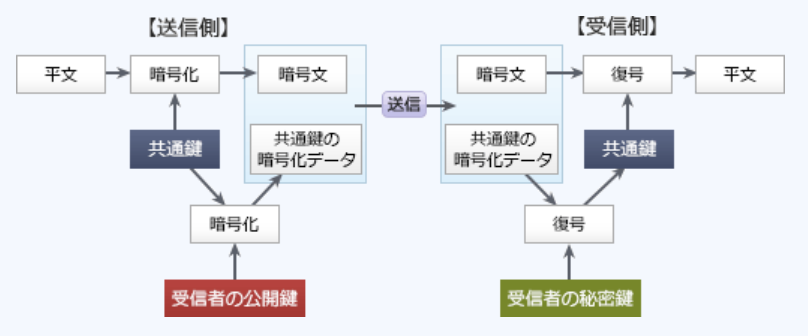 【送信側】
【受信側】
平文
暗号化
暗号文
送信
暗号文
復号
平文
共通鍵
共通鍵の
暗号化データ
共通鍵の
暗号化データ
共通鍵
暗号化
復号
受信者の公開鍵
受信者の秘密鍵